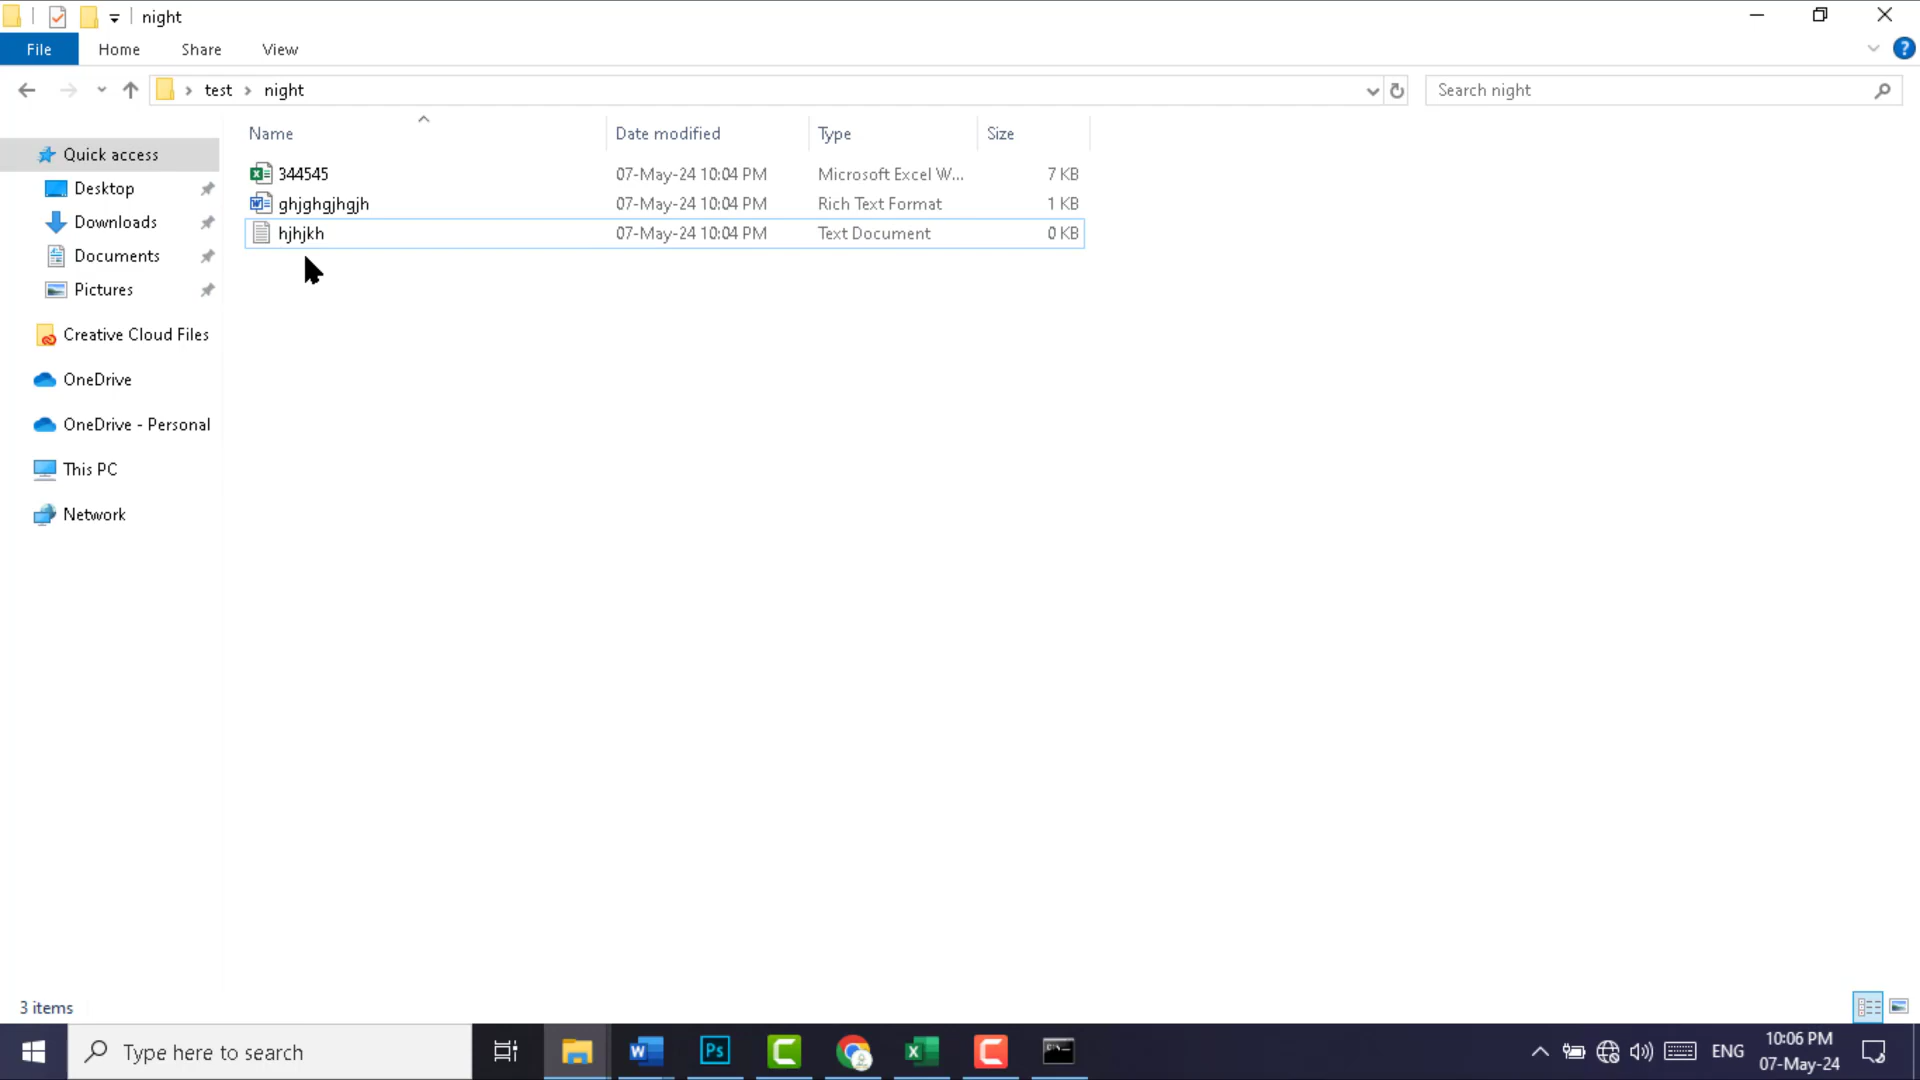 night
File Home Share View
test night Search night
Name Date modified Type Size
Quick access
Desktop
Downloads
Documents
Pictures
Creative Cloud Files
OneDrive
OneDrive - Personal
This PC
Network
344545 07-May-24 10:04 PM Microsoft Excel W... 7 KB
ghjghgjhgjh 07-May-24 10:04 PM Rich Text Format 1 KB
hjhjkh 07-May-24 10:04 PM Text Document 0 KB
3 items
Type here to search
ENG
10:06 PM
07-May-24